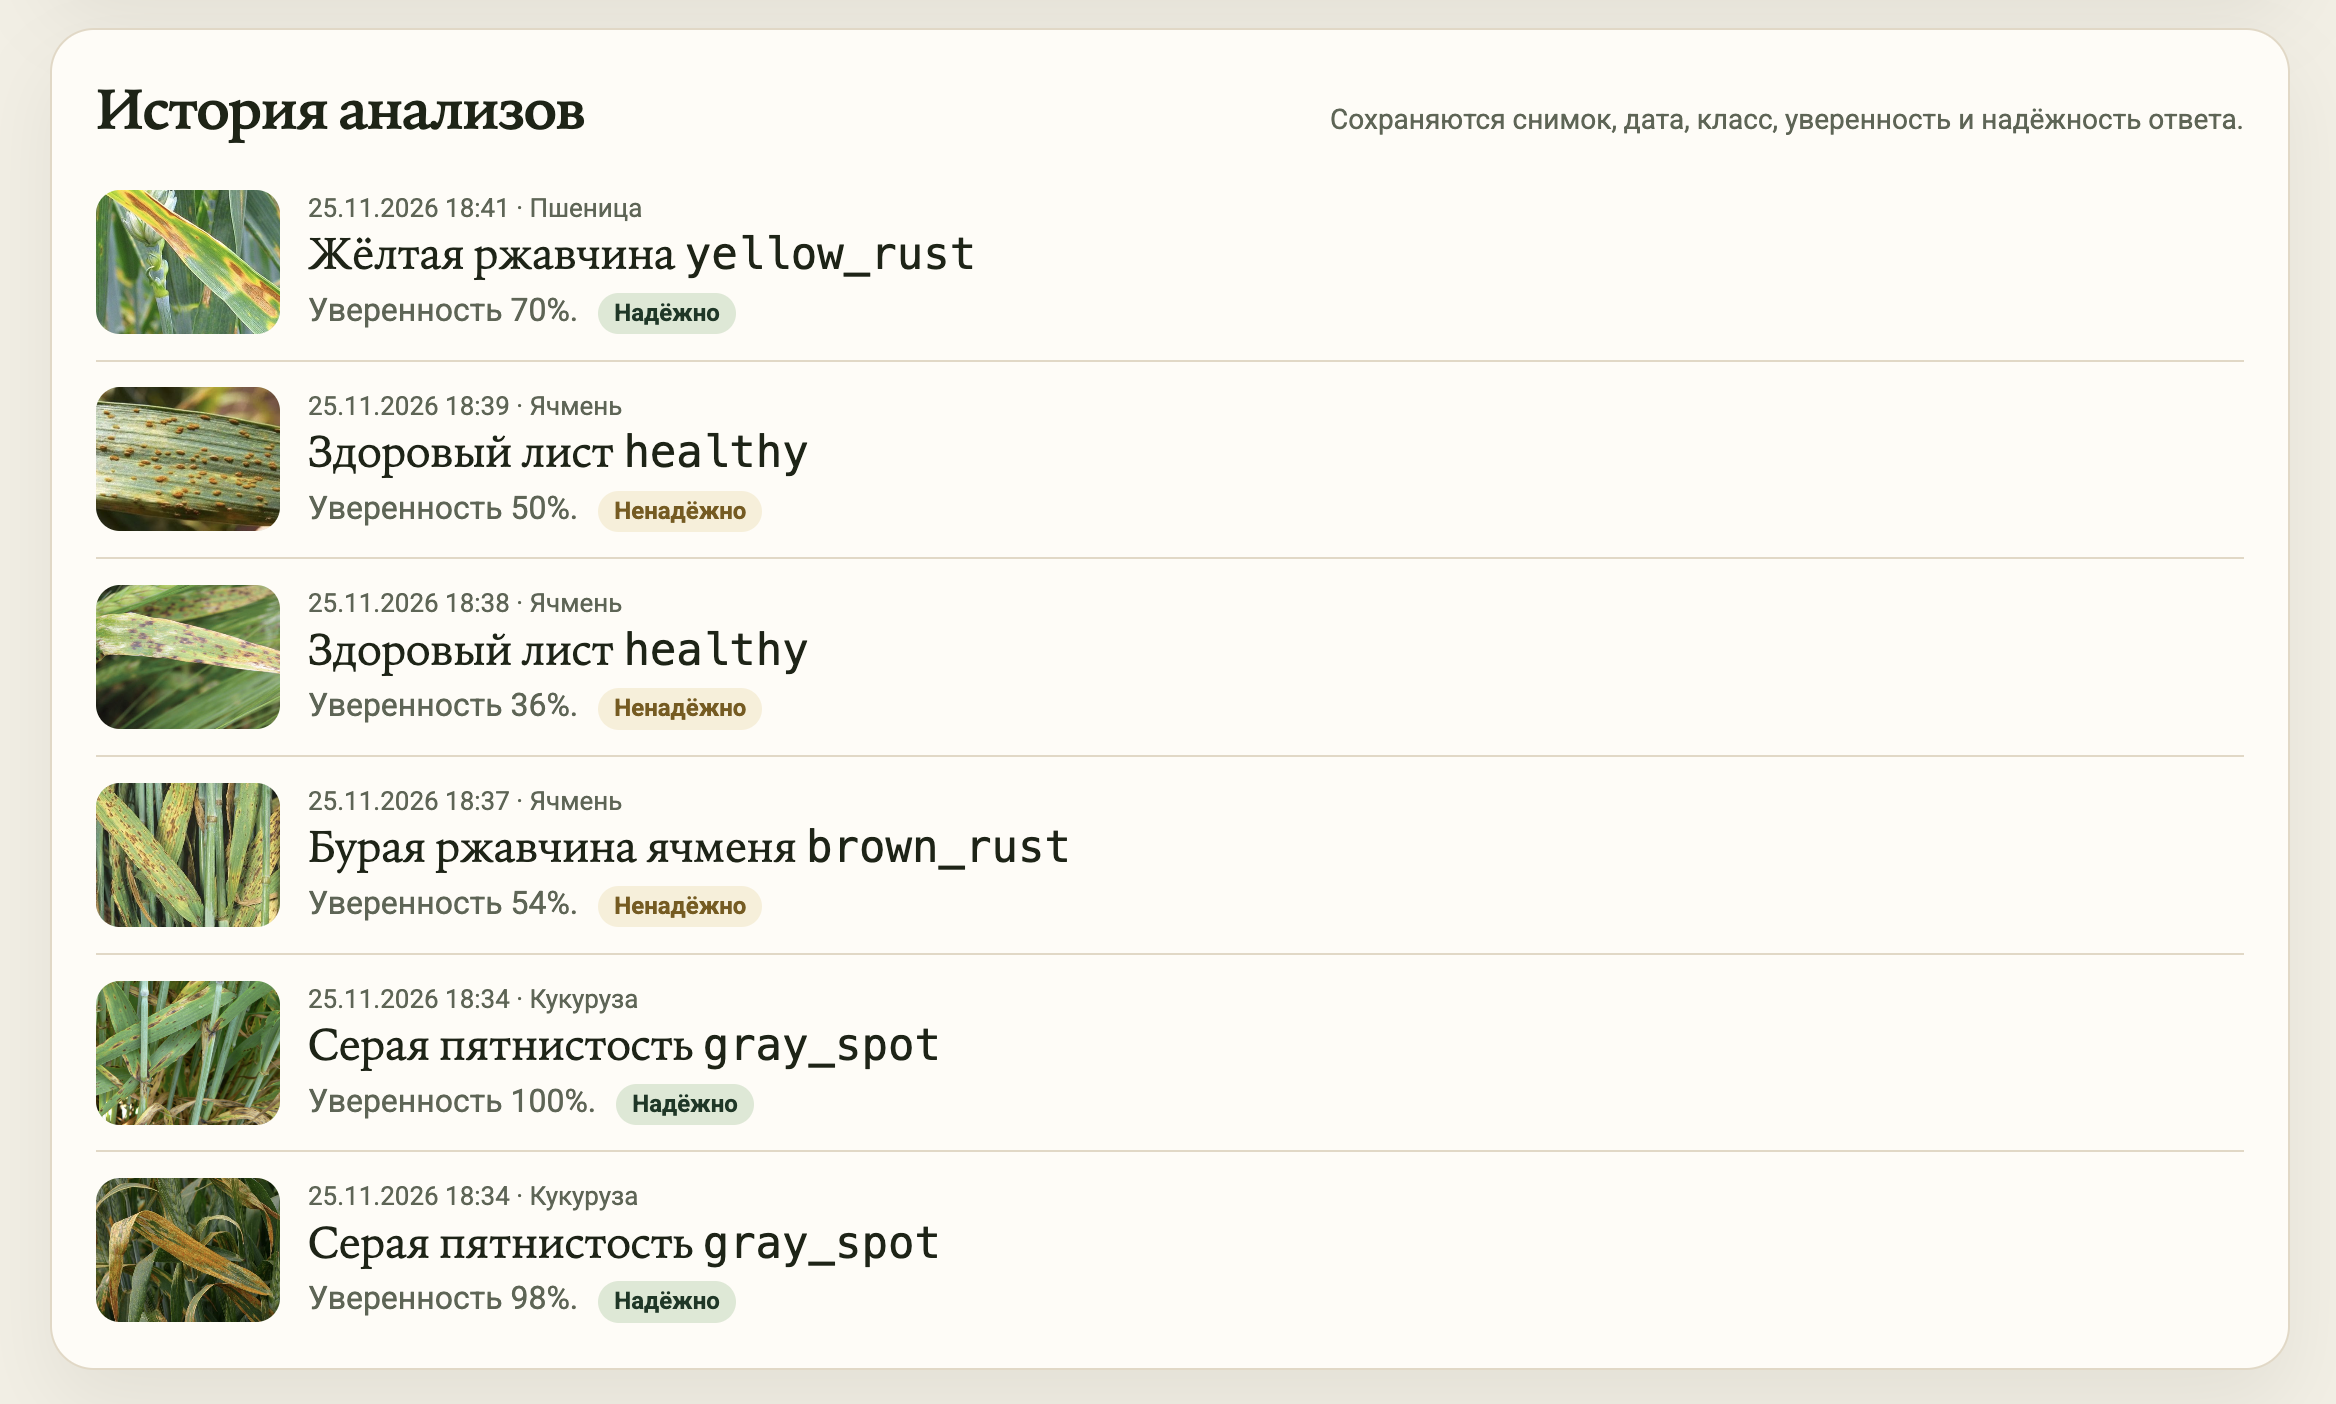 История анализов
Сохраняются снимок, дата, класс, уверенность и надёжность ответа.
25.11.2026 18:41 · Пшеница
Жёлтая ржавчина yellow_rust
Уверенность 70%. Надёжно
25.11.2026 18:39 · Ячмень
Здоровый лист healthy
Уверенность 50%. Ненадёжно
25.11.2026 18:38 · Ячмень
Здоровый лист healthy
Уверенность 36%. Ненадёжно
25.11.2026 18:37 · Ячмень
Бурая ржавчина ячменя brown_rust
Уверенность 54%. Ненадёжно
25.11.2026 18:34 · Кукуруза
Серая пятнистость gray_spot
Уверенность 100%. Надёжно
25.11.2026 18:34 · Кукуруза
Серая пятнистость gray_spot
Уверенность 98%. Надёжно